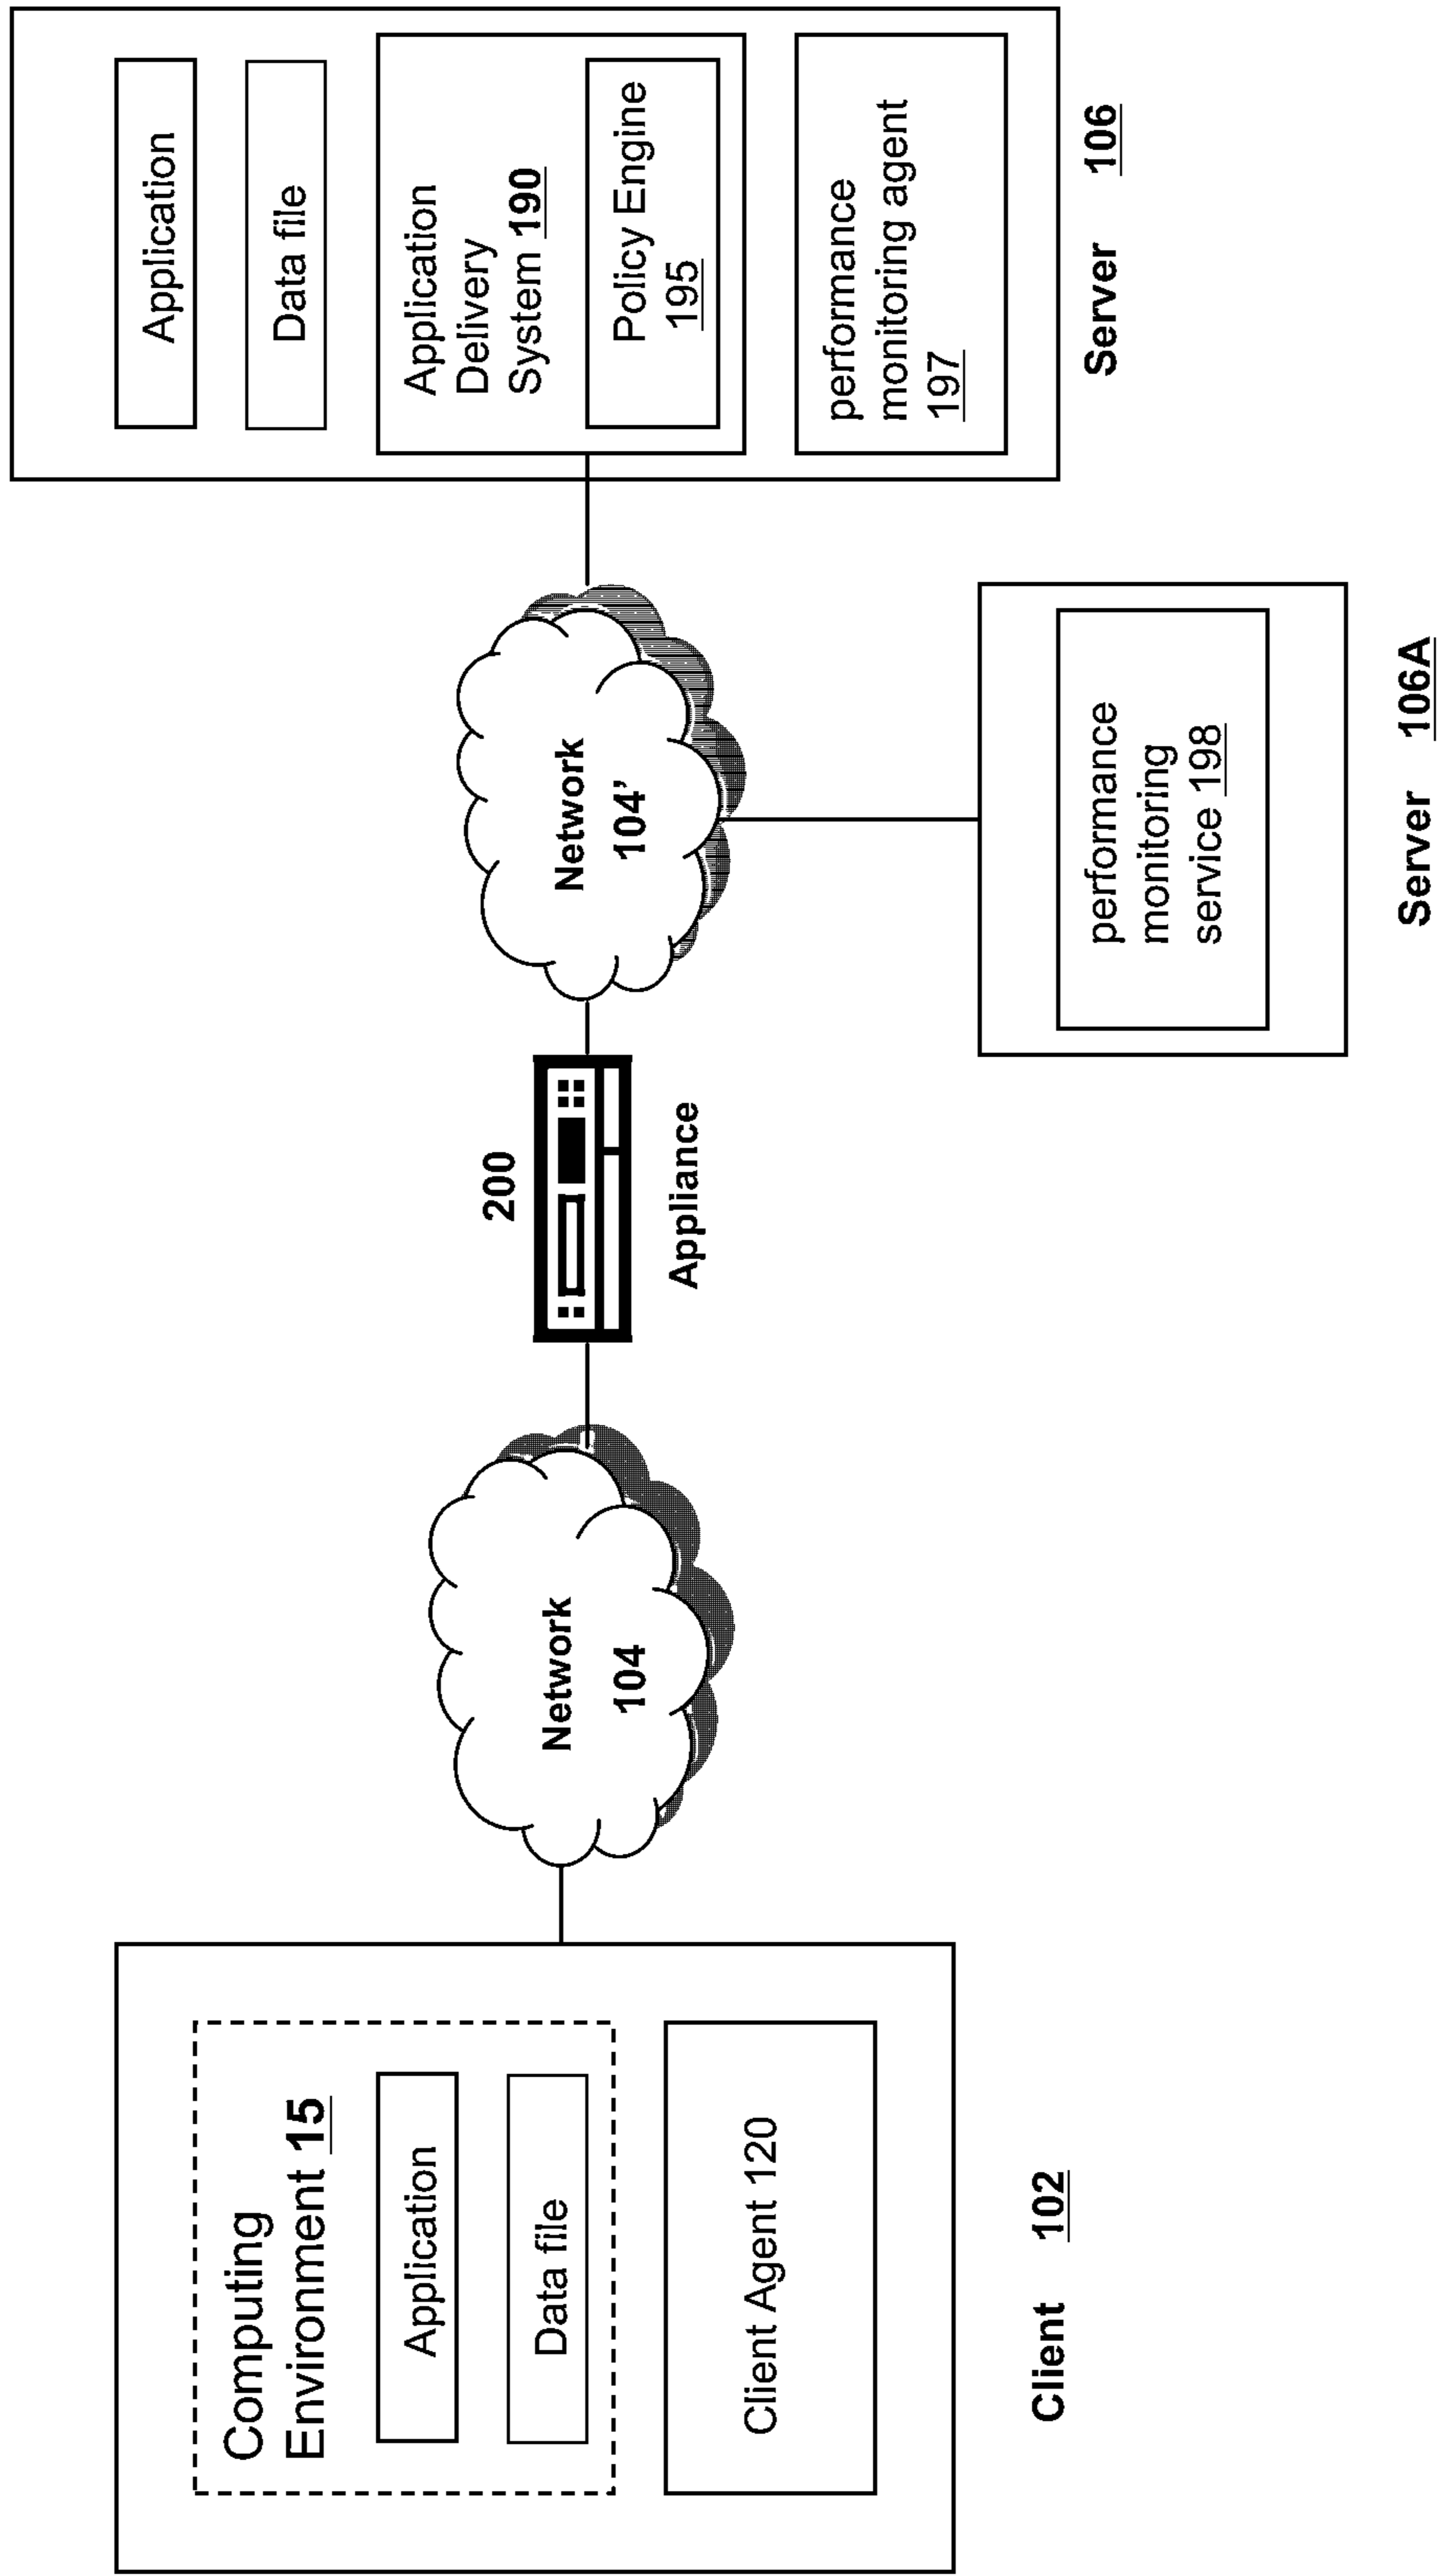 Computing
Environment 15
Application
Data file
Client Agent 120
Client 102
Network
104
200
Appliance
Network
104’
performance
monitoring
service 198
Server 106A
Application
Data file
Application
Delivery
System 190
Policy Engine
195
performance
monitoring agent
197
Server 106